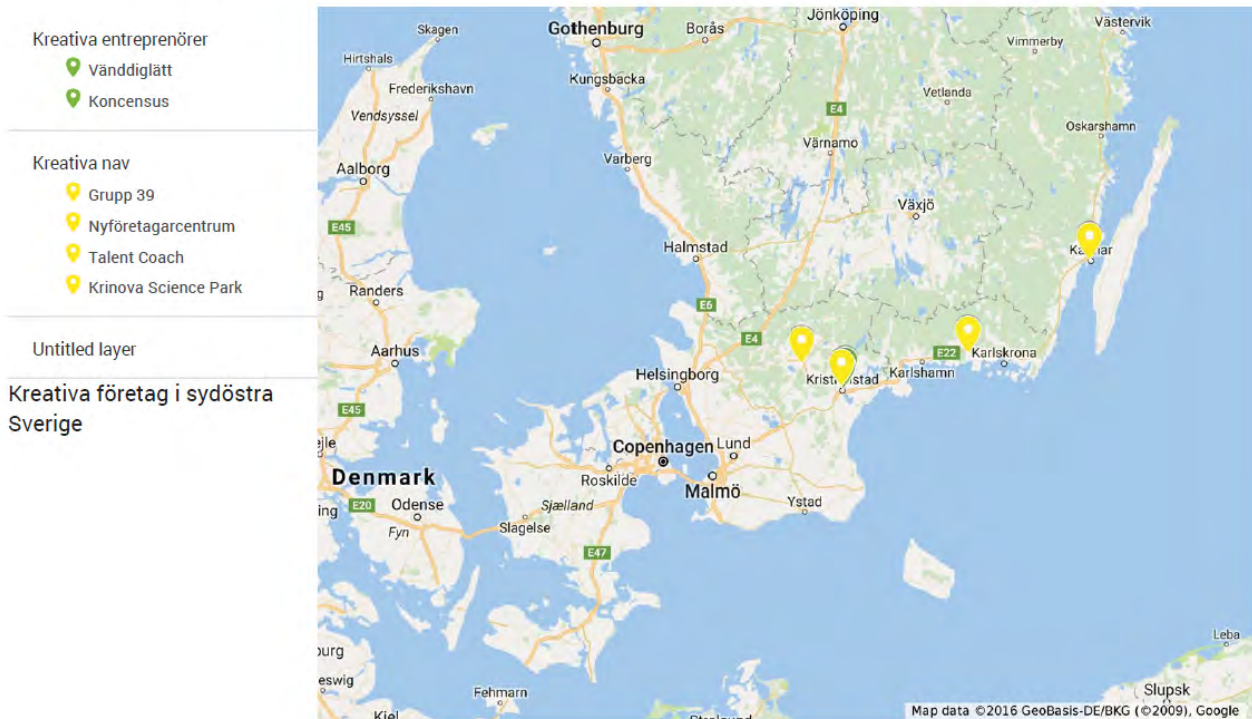 Kreativa entreprenörer
Vänddiglätt
Koncensus
Kreativa nav
Grupp 39
Nyföretagarcentrum
Talent Coach
Krinova Science Park
Untitled layer
Kreativa företag i sydöstra
Sverige
Skagen
Gothenburg
Borås
Jönköping
Västervik
Vimmerby
Hirtshals
Kungsbacka
Frederikshavn
Vetlanda
E4
Vendsyssel
Oskarshamn
Värnamo
Varberg
Aalborg
Växjö
E45
Halmstad
Randers
E6
E4
Aarhus
E22
Karlskrona
Karlshamn
Helsingborg
E45
Copenhagen
Lund
Denmark
Roskilde
Malmö
E20
Odense
Sjælland
Ystad
Fyn
Slagelse
E47
Leba
Fehmarn
Slupsk
Kiel
Map data ©2016 GeoBasis-DE/BKG (©2009), Google